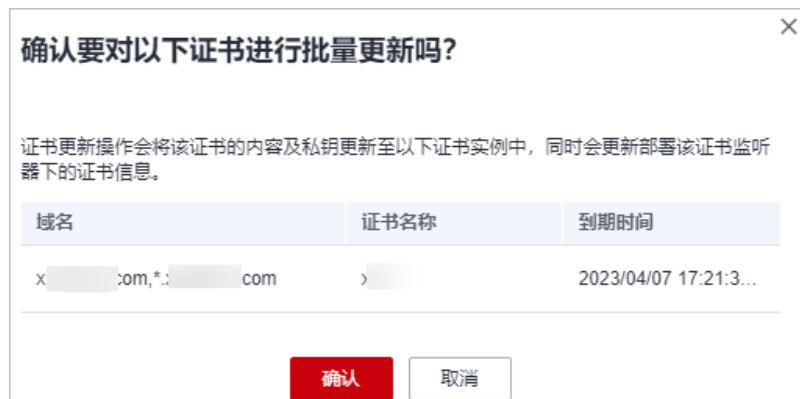 确认要对以下证书进行批量更新吗?
证书更新操作会将该证书的内容及私钥更新至以下证书实例中，同时会更新部署该证书监听
器下的证书信息。
域名 证书名称 到期时间
x com,*. com 2023/04/07 17:21:3...
确认 取消